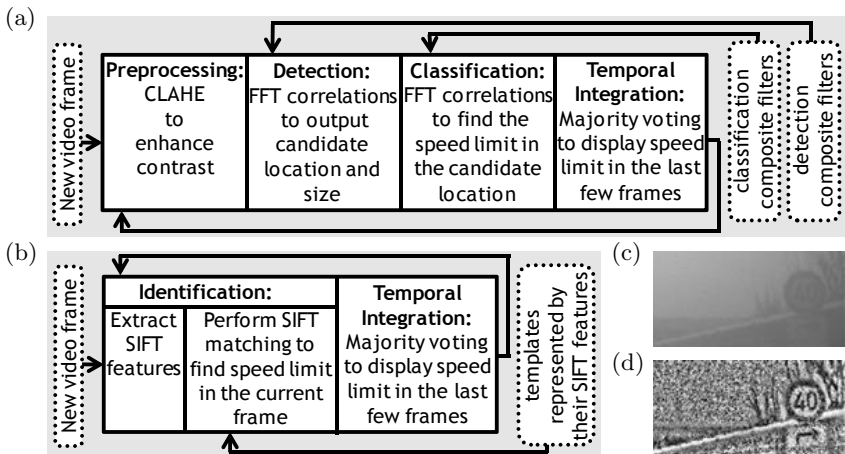 (a)
New video frame
Preprocessing:
CLAHE
to
enhance
contrast
Detection:
FFT correlations
to output
candidate
location and
size
Classification:
FFT correlations
to find the
speed limit in
the candidate
location
Temporal
Integration:
Majority voting
to display speed
limit in the last
few frames
classification
composite filters
detection
composite filters
(b)
New video frame
Identification:
Extract
SIFT
features
Perform SIFT
matching to
find speed limit
in the current
frame
Temporal
Integration:
Majority voting
to display speed
limit in the last
few frames
templates
represented by
their SIFT features
(c)
40
(d)
40